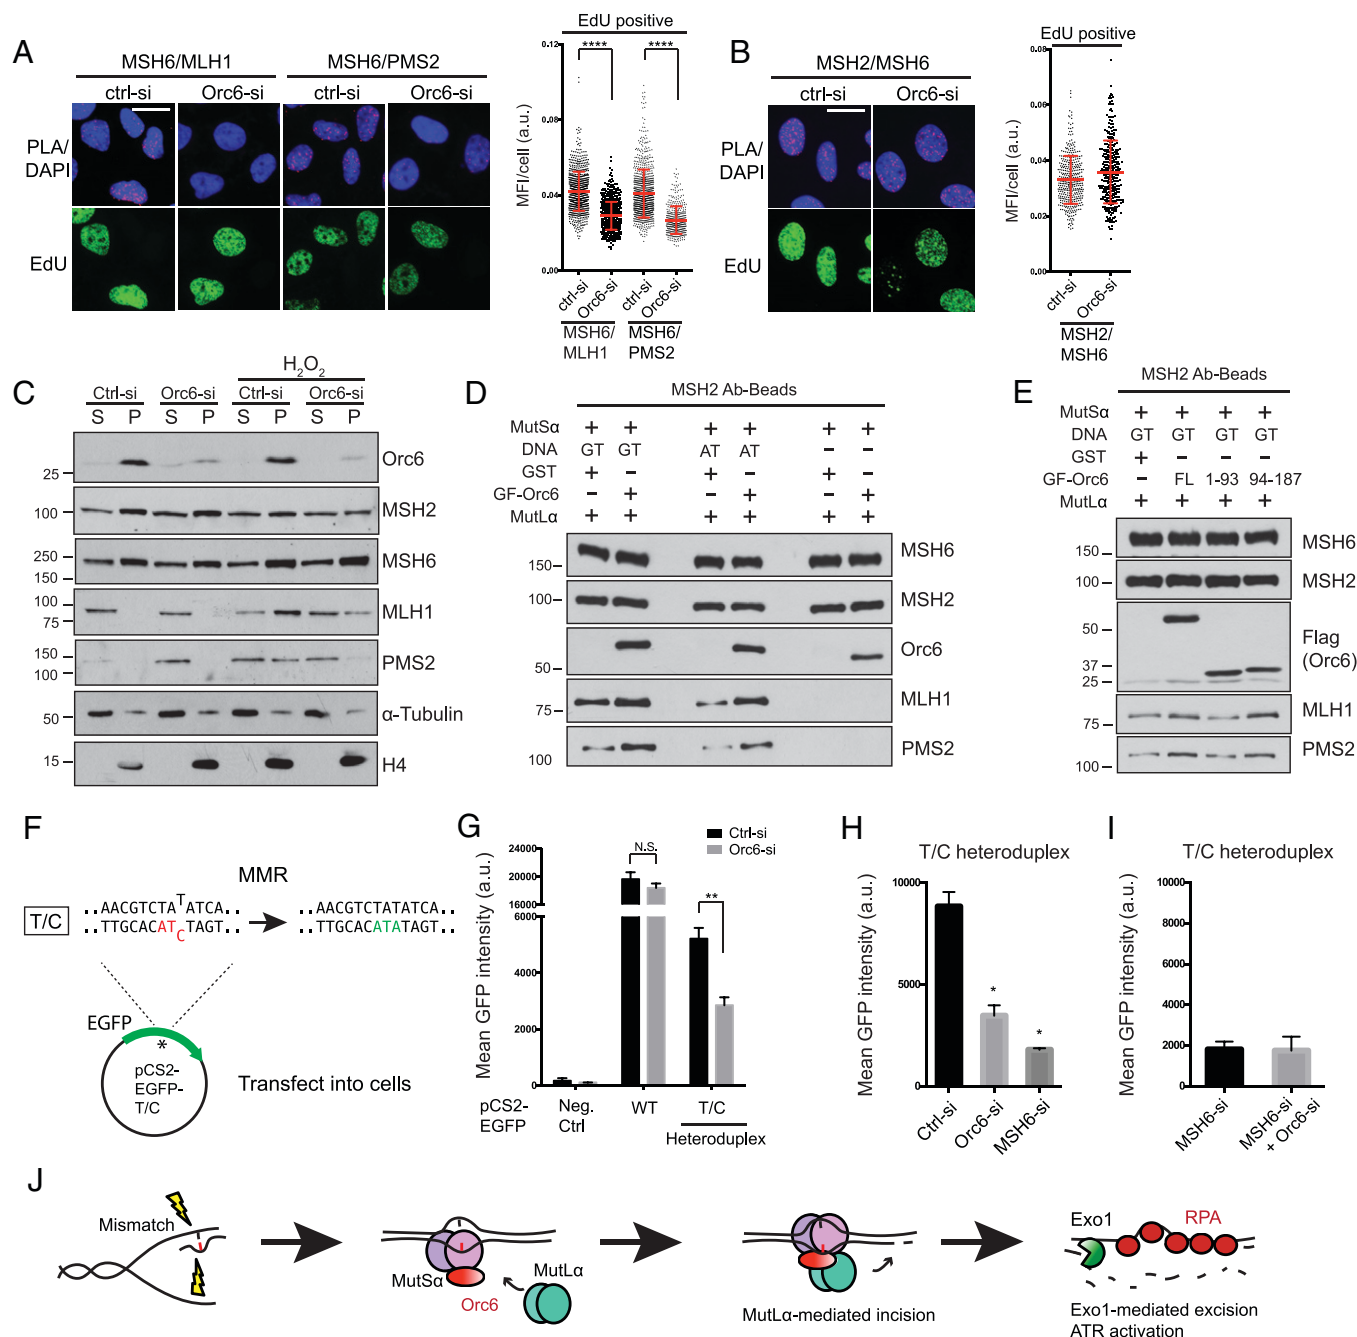 A
MSH6/MLH1
MSH6/PMS2
ctrl-si
Orc6-si
ctrl-si
Orc6-si
PLA/
DAPI
EdU
EdU positive
****
****
0.12
0.08
0.04
0.00
MFI/cell (a.u.)
ctrl-si
Orc6-si
ctrl-si
Orc6-si
MSH6/
MLH1
MSH6/
PMS2
B
MSH2/MSH6
ctrl-si
Orc6-si
PLA/
DAPI
EdU
EdU positive
0.08
0.06
0.04
0.02
0.00
MFI/cell (a.u.)
ctrl-si
Orc6-si
MSH2/
MSH6
C
H2O2
Ctrl-si
Orc6-si
Ctrl-si
Orc6-si
S P S P S P S P
25
Orc6
100
MSH2
250
150
MSH6
100
75
MLH1
150
100
PMS2
50
α-Tubulin
15
H4
D
MSH2 Ab-Beads
MutSα + + + + + +
DNA GT GT AT AT − −
GST + − + − + −
GF-Orc6 − + − + − +
MutLα + + + + + +
150
MSH6
100
MSH2
50
Orc6
75
MLH1
100
PMS2
E
MSH2 Ab-Beads
MutSα + + + +
DNA GT GT GT GT
GST + − − −
GF-Orc6 − FL 1-93 94-187
MutLα + + + +
150
MSH6
100
MSH2
50
37
25
Flag
(Orc6)
75
MLH1
100
PMS2
F
MMR
T/C
AACGTCTATATCA
TTGCACATCTAGT
AACGTCTATATCA
TTGCACATATAGT
EGFP
*
pCS2-
EGFP-
T/C
Transfect into cells
G
Ctrl-si
Orc6-si
N.S.
**
24000
20000
16000
6000
4000
2000
0
Mean GFP intensity (a.u.)
pCS2-
EGFP
Neg.
Ctrl
WT
T/C
Heteroduplex
H
T/C heteroduplex
10000
8000
6000
4000
2000
0
Mean GFP intensity (a.u.)
*
*
Ctrl-si
Orc6-si
MSH6-si
I
T/C heteroduplex
10000
8000
6000
4000
2000
0
Mean GFP intensity (a.u.)
MSH6-si
MSH6-si
+ Orc6-si
J
Mismatch
MutSα
Orc6
MutLα
MutLα-mediated incision
Exo1
RPA
Exo1-mediated excision
ATR activation